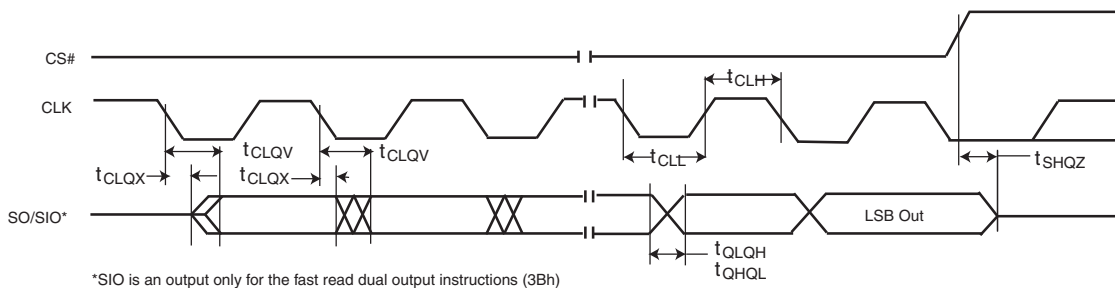 CS#
CLK
tCLH
tCLL
tCLQV
tCLQV
tCLQX
tCLQX
tSHQZ
SO/SIO*
LSB Out
tQLQH
tQHQL
*SIO is an output only for the fast read dual output instructions (3Bh)